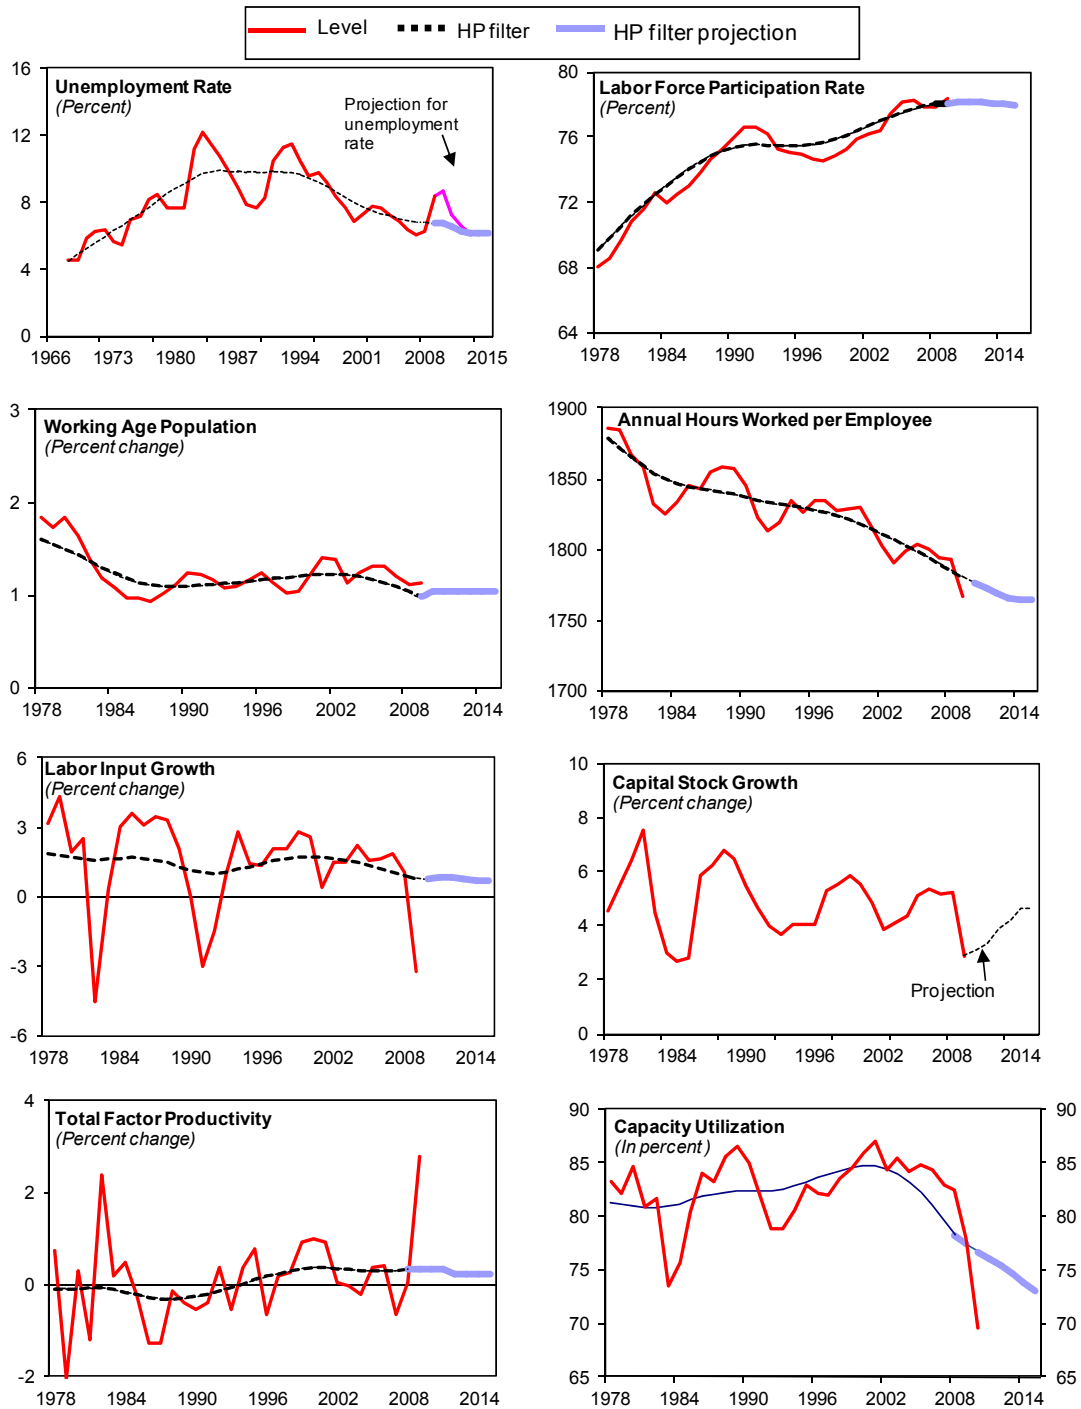 Level HP filter HP filter projection
Unemployment Rate
(Percent)
Projection for
unemployment
rate
16
12
8
4
0
1966 1973 1980 1987 1994 2001 2008 2015
Labor Force Participation Rate
(Percent)
80
76
72
68
64
1978 1984 1990 1996 2002 2008 2014
Working Age Population
(Percent change)
3
2
1
0
1978 1984 1990 1996 2002 2008 2014
Annual Hours Worked per Employee
1900
1850
1800
1750
1700
1978 1984 1990 1996 2002 2008 2014
Labor Input Growth
(Percent change)
6
3
0
-3
-6
1978 1984 1990 1996 2002 2008 2014
Capital Stock Growth
(Percent change)
Projection
10
8
6
4
2
0
1978 1984 1990 1996 2002 2008 2014
Total Factor Productivity
(Percent change)
4
2
0
-2
1978 1984 1990 1996 2002 2008 2014
Capacity Utilization
(In percent )
90 90
85 85
80 80
75 75
70 70
65 65
1978 1984 1990 1996 2002 2008 2014